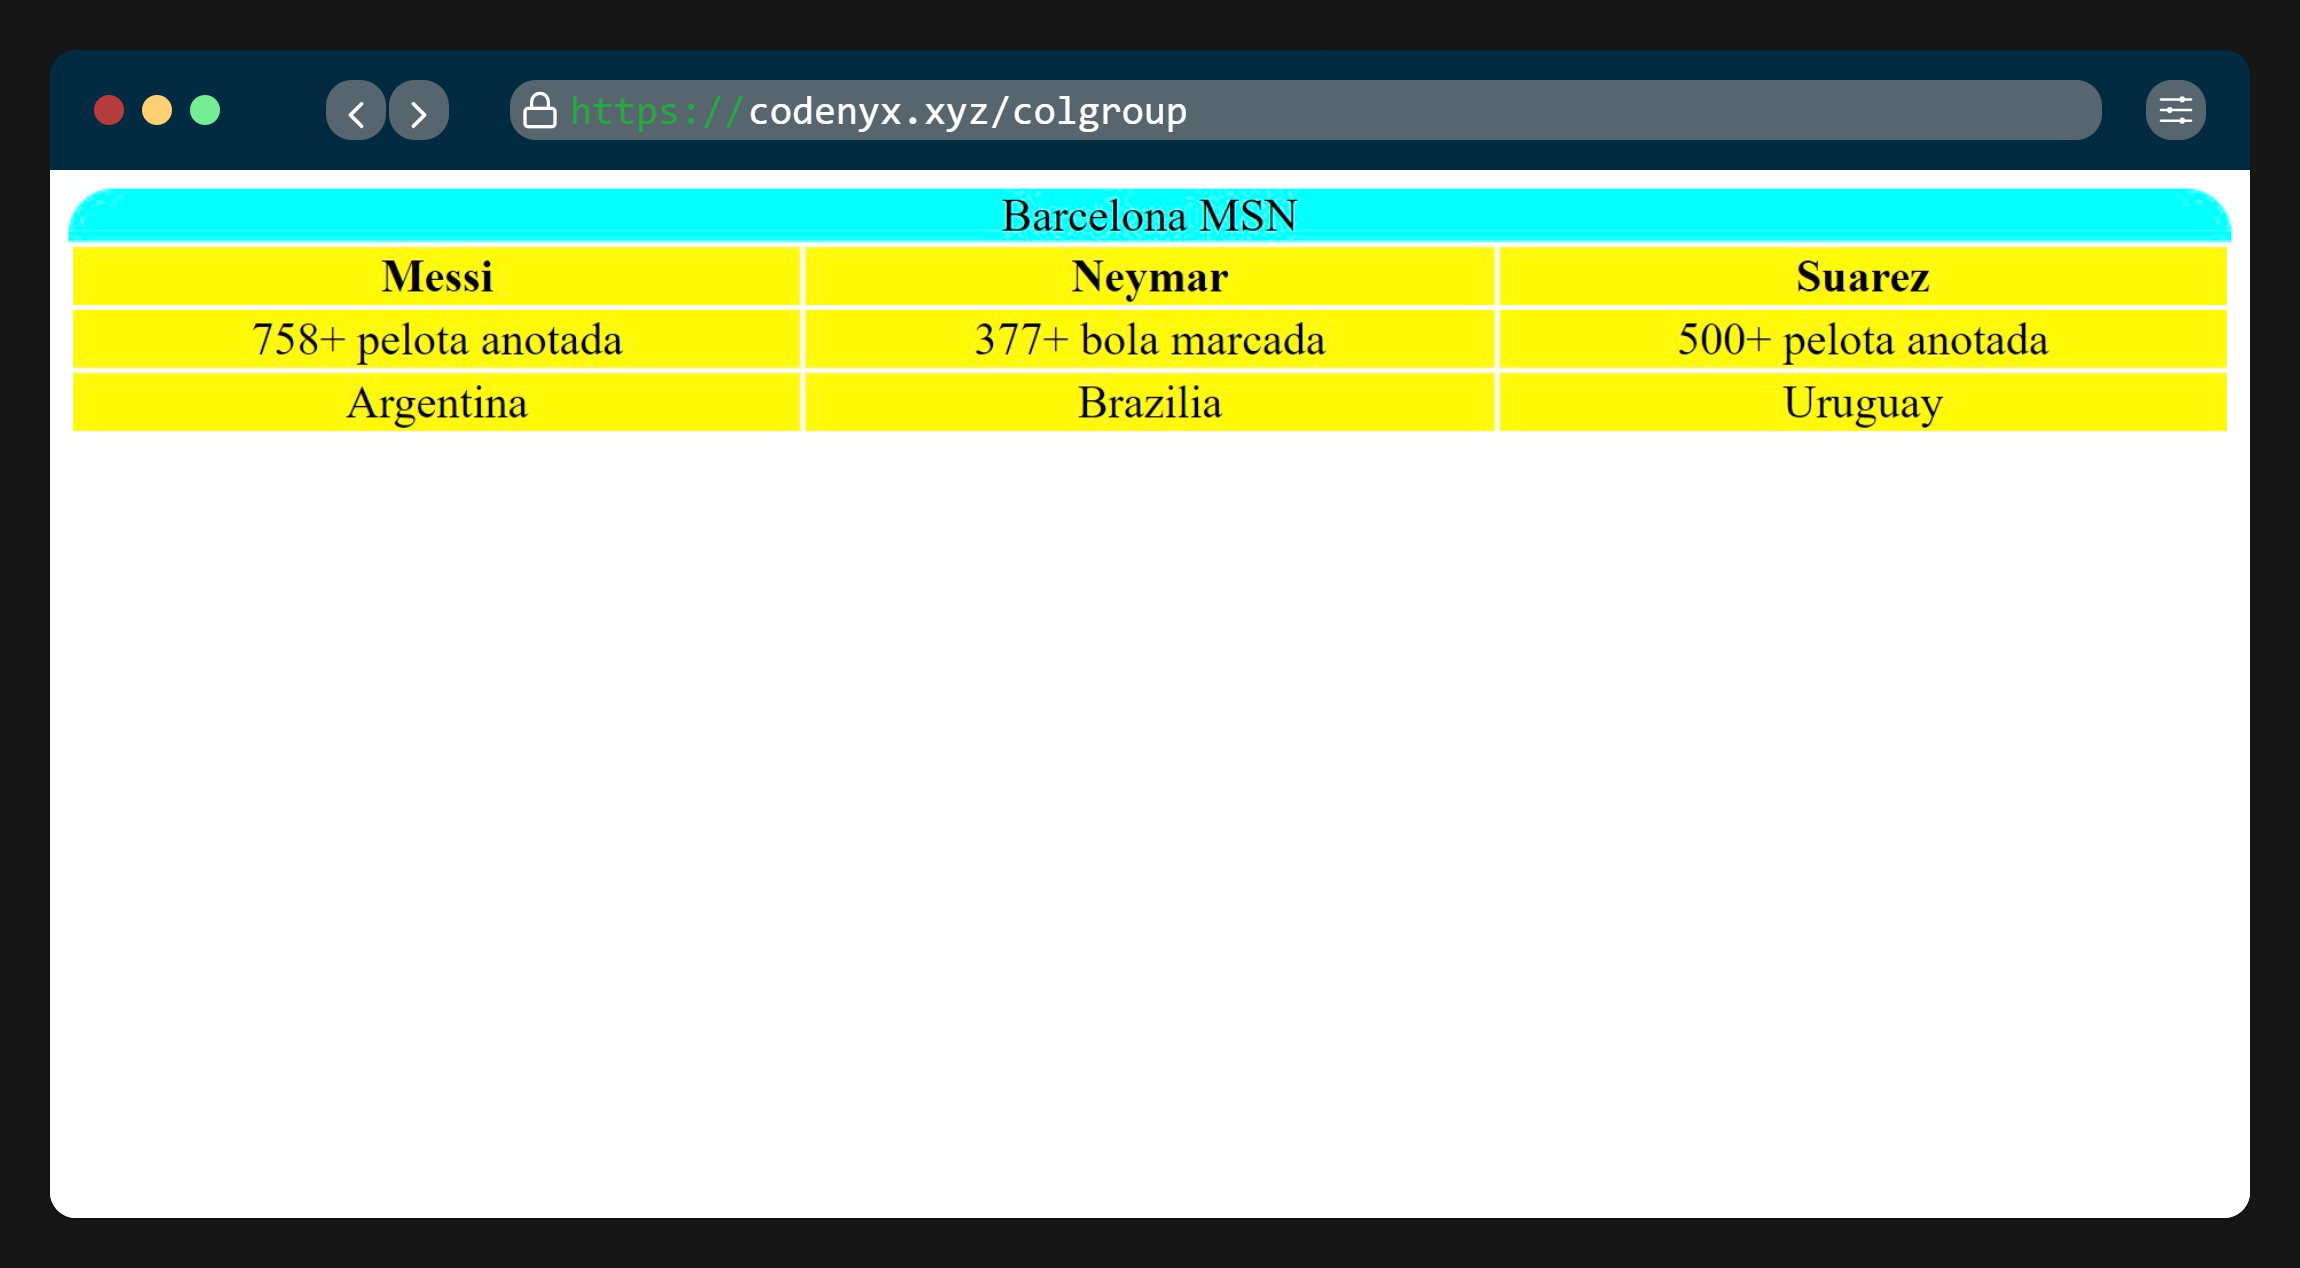 https://codenyx.xyz/colgroup
Barcelona MSN
Messi Neymar Suarez
758+ pelota anotada 377+ bola marcada 500+ pelota anotada
Argentina Brazilia Uruguay